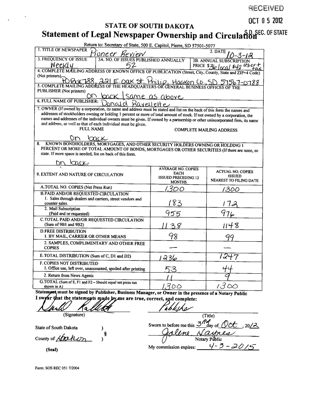 RECEIVED
OCT 05 2012
S.D. SEC. OF STATE
STATE OF SOUTH DAKOTA
Statement of Legal Newspaper Ownership and Circulation
Return to: Secretary of State, 500 E. Capitol, Pierre, SD 57501-5077
1. TITLE OF NEWSPAPER
Pioneer Review
2. DATE
10-3-12
3. FREQUENCY OF ISSUE
Weekly
3A. NO. OF ISSUES PUBLISHED ANNUALLY
52
3B. ANNUAL SUBSCRIPTION
PRICE $
4. COMPLETE MAILING ADDRESS OF KNOWN OFFICE OF PUBLICATION (Street, City, County, State and ZIP+4 Code)
(Not printers)
PO Box 788, 221 E. Oak St. Philip, Haakon Co. SD 57567-0788
5. COMPLETE MAILING ADDRESS OF THE HEADQUARTERS OR GENERAL BUSINESS OFFICES OF THE
PUBLISHER (Not printer)
on back / same as above
6. FULL NAME OF PUBLISHER:
Donald Ravellette
7. OWNER (If owned by a corporation, its name and address must be stated and list on the back of this form the names and
addresses of stockholders owning or holding 1 percent or more of total amount of stock. If not owned by a corporation, the
names and addresses of the individual owners must be given. If owned by a partnership or other unincorporated firm, its name
and address, as well as that of each individual must be given).
FULL NAME
COMPLETE MAILING ADDRESS
On back
8. KNOWN BONDHOLDERS, MORTGAGES, AND OTHER SECURITY HOLDERS OWNING OR HOLDING 1
PERCENT OR MORE OF TOTAL AMOUNT OF BONDS, MORTGAGES OR OTHER SECURITIES (If there are none, so
state. If more space is needed, list on back of this form.
on back
9. EXTENT AND NATURE OF CIRCULATION
AVERAGE NO. COPIES
EACH
ISSUED PRECEDING 12
MONTHS
ACTUAL NO. COPIES
ISSUED
NEAREST TO FILING DATE
A.TOTAL NO. COPIES (Net Press Run)
1300
1300
B.PAID AND/OR REQUESTED CIRCULATION
1. Sales through dealers and carriers, street vendors and
counter sales
183
172
2. Mail Subscription
(Paid and or requested)
955
976
C.TOTAL PAID AND/OR REQUESTED CIRCULATION
(Sum of 9B1 and 9B2)
1138
1148
D.FREE DISTRIBUTION
1. BY MAIL, CARRIER OR OTHER MEANS
98
99
2. SAMPLES, COMPLIMENTARY AND OTHER FREE
COPIES
—
—
E. TOTAL DISTRIBUTION (Sum of C, D1 and D2)
1236
1247
F. COPIES NOT DISTRIBUTED
1. Office use, left over, unaccounted, spoiled after printing
53
44
2. Return from News Agents
11
9
G.TOTAL (Sum of E, F1 and F2 - Should equal net press run
shown in A)
1300
1300
Statement must be signed by Publisher, Business Manager, or Owner in the presence of a Notary Public
I swear that the statements made by me are true, correct, and complete:
Publisher
(Signature)
(Title)
State of South Dakota )
§
County of Haakon )
(Seal)
Sworn to before me this 3rd day of Oct, 2012
Notary Public
My commission expires: 4-3-2015
Form: SOS REC 051 7/2004